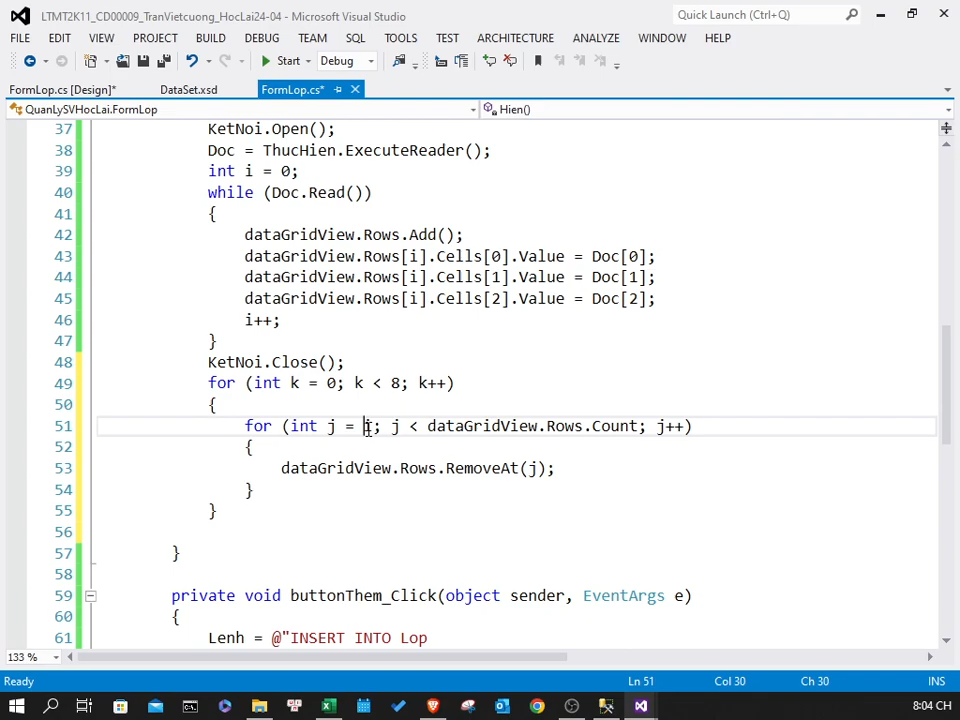 LTMT2K11_CD00009_TranVietcuong_HocLai24-04 - Microsoft Visual Studio
Quick Launch (Ctrl+Q)
FILE EDIT VIEW PROJECT BUILD DEBUG TEAM SQL TOOLS TEST ARCHITECTURE ANALYZE WINDOW HELP
Start Debug
FormLop.cs [Design]* DataSet.xsd FormLop.cs*
QuanLySVHocLai.FormLop Hien()
37 KetNoi.Open();
38 Doc = ThucHien.ExecuteReader();
39 int i = 0;
40 while (Doc.Read())
41 {
42 dataGridView.Rows.Add();
43 dataGridView.Rows[i].Cells[0].Value = Doc[0];
44 dataGridView.Rows[i].Cells[1].Value = Doc[1];
45 dataGridView.Rows[i].Cells[2].Value = Doc[2];
46 i++;
47 }
48 KetNoi.Close();
49 for (int k = 0; k < 8; k++)
50 {
51 for (int j = i; j < dataGridView.Rows.Count; j++)
52 {
53 dataGridView.Rows.RemoveAt(j);
54 }
55 }
56
57 }
58
59 private void buttonThem_Click(object sender, EventArgs e)
60 {
61 Lenh = @"INSERT INTO Lop
133 %
Ready Ln 51 Col 30 Ch 30 INS
8:04 CH